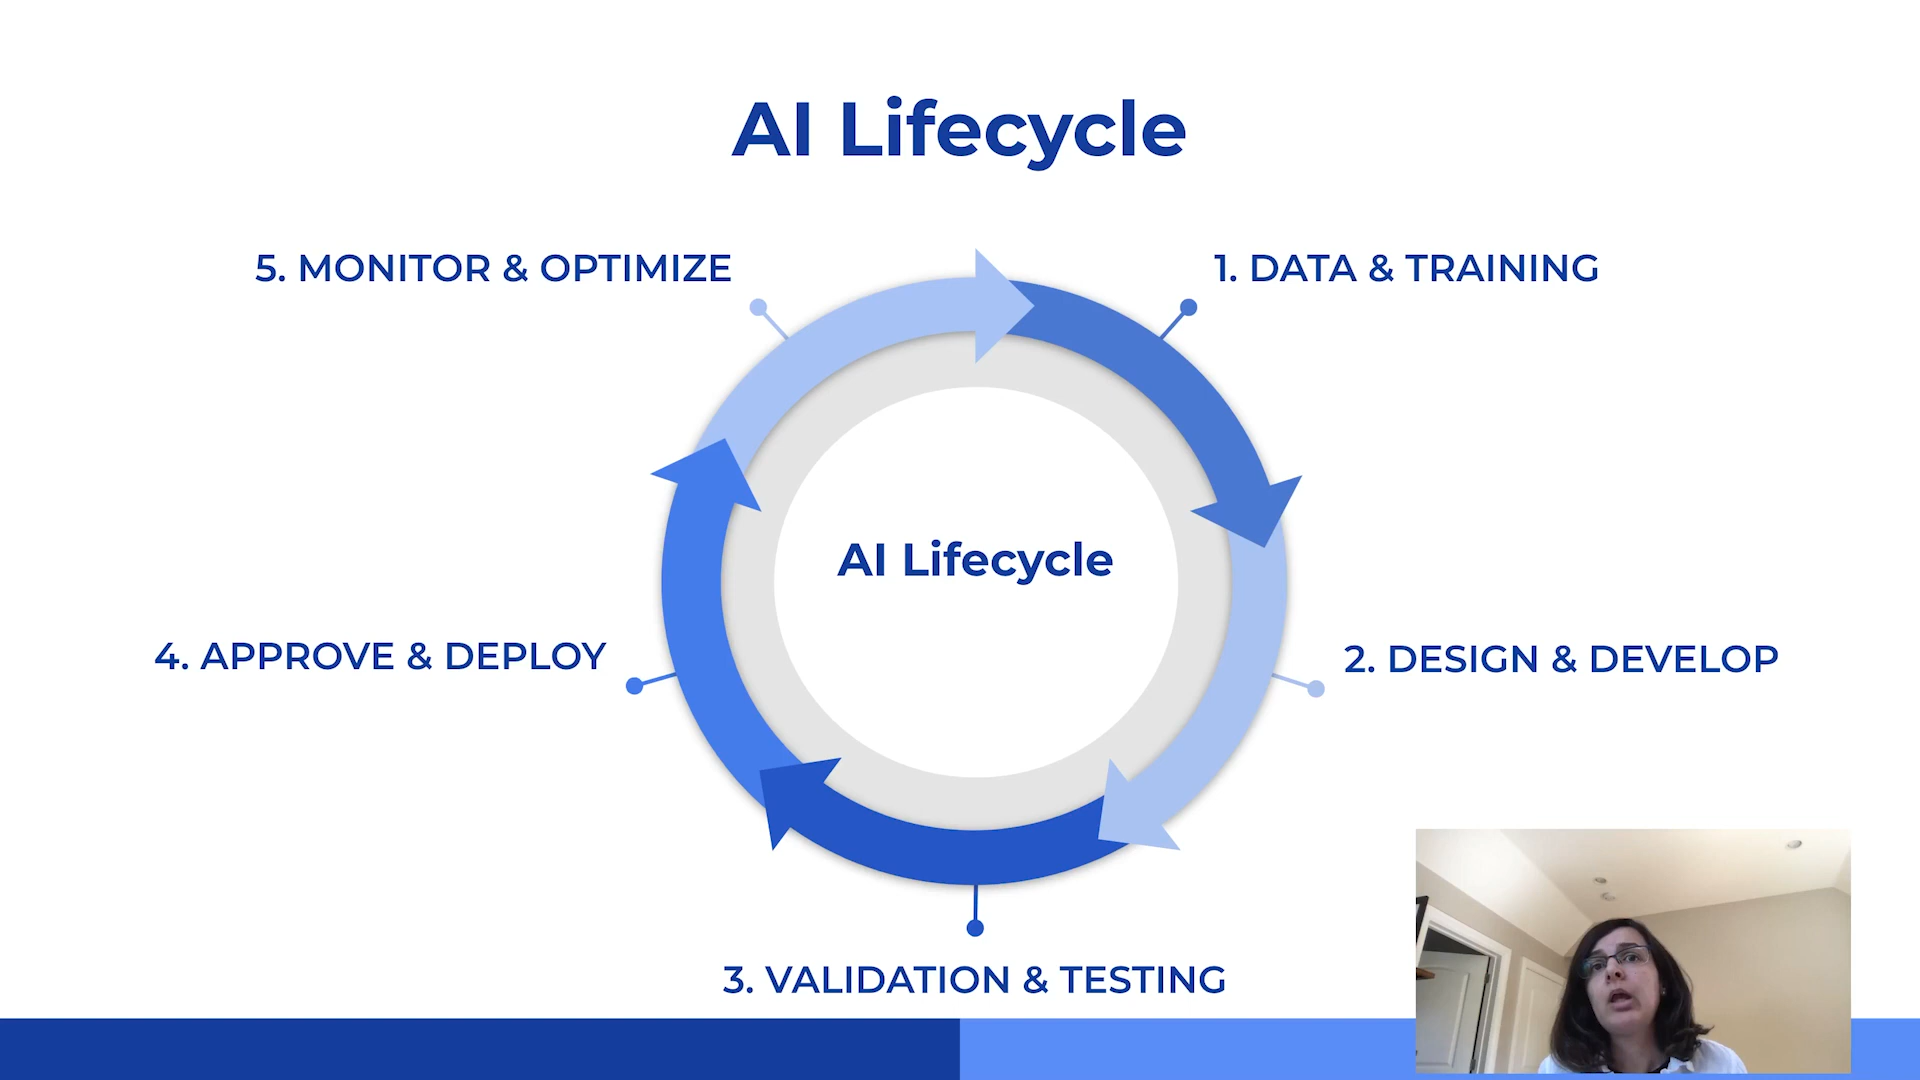 AI Lifecycle
5. MONITOR & OPTIMIZE
1. DATA & TRAINING
AI Lifecycle
4. APPROVE & DEPLOY
2. DESIGN & DEVELOP
3. VALIDATION & TESTING